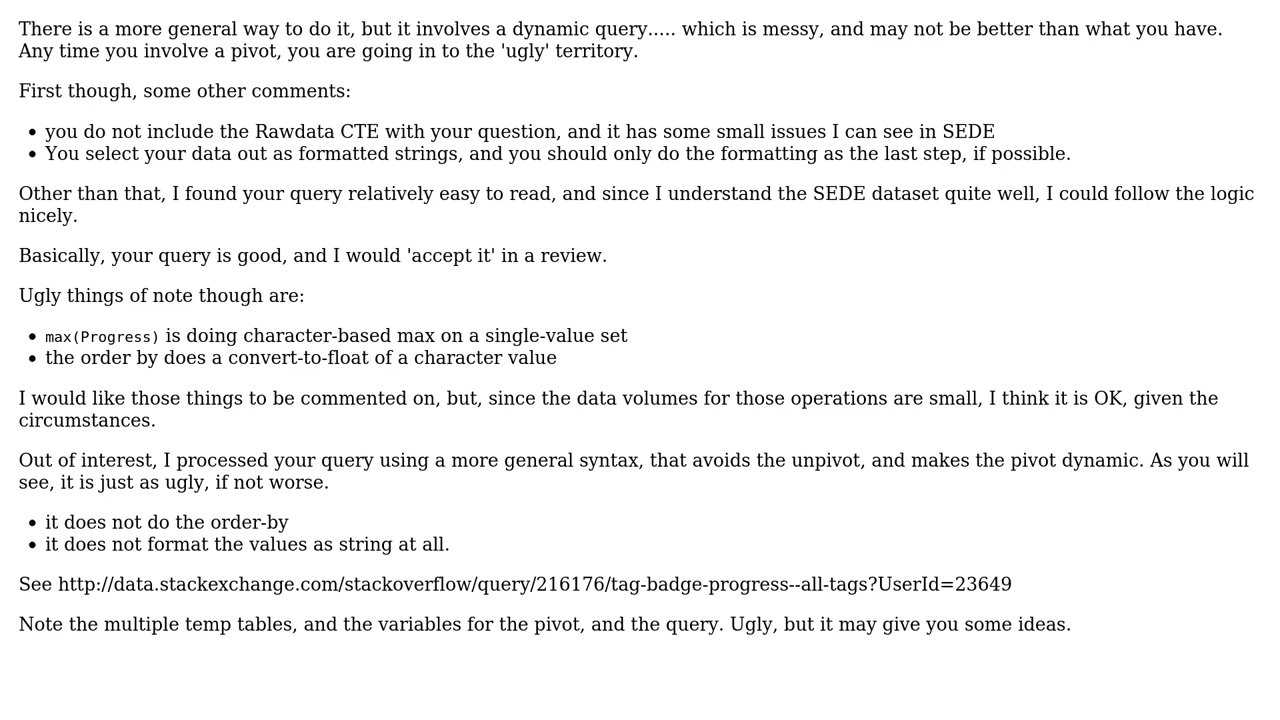 There is a more general way to do it, but it involves a dynamic query..... which is messy, and may not be better than what you have.
Any time you involve a pivot, you are going in to the 'ugly' territory.
First though, some other comments:
• you do not include the Rawdata CTE with your question, and it has some small issues I can see in SEDE
• You select your data out as formatted strings, and you should only do the formatting as the last step, if possible.
Other than that, I found your query relatively easy to read, and since I understand the SEDE dataset quite well, I could follow the logic
nicely.
Basically, your query is good, and I would 'accept it' in a review.
Ugly things of note though are:
• max(Progress) is doing character-based max on a single-value set
• the order by does a convert-to-float of a character value
I would like those things to be commented on, but, since the data volumes for those operations are small, I think it is OK, given the
circumstances.
Out of interest, I processed your query using a more general syntax, that avoids the unpivot, and makes the pivot dynamic. As you will
see, it is just as ugly, if not worse.
• it does not do the order-by
• it does not format the values as string at all.
See http://data.stackexchange.com/stackoverflow/query/216176/tag-badge-progress--all-tags?UserId=23649
Note the multiple temp tables, and the variables for the pivot, and the query. Ugly, but it may give you some ideas.